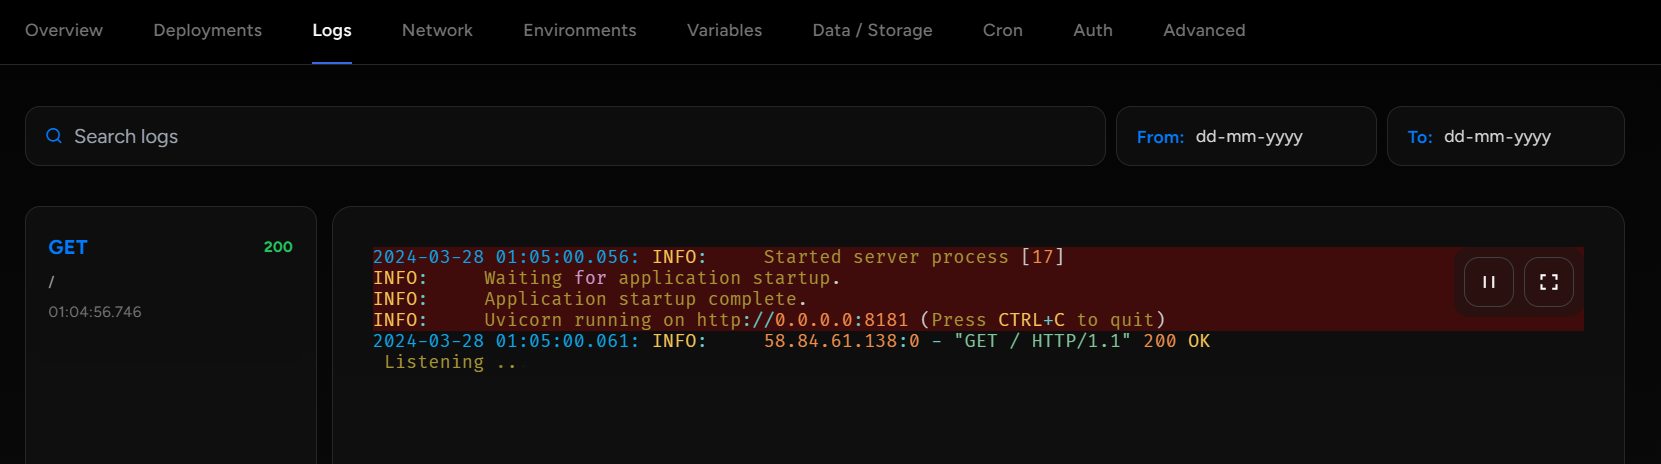 Overview Deployments Logs Network Environments Variables Data / Storage Cron Auth Advanced
Search logs From: dd-mm-yyyy To: dd-mm-yyyy
GET 200
/
01:04:56.746
2024-03-28 01:05:00.056: INFO:     Started server process [17]
INFO:     Waiting for application startup.
INFO:     Application startup complete.
INFO:     Uvicorn running on http://0.0.0.0:8181 (Press CTRL+C to quit)
2024-03-28 01:05:00.061: INFO:     58.84.61.138:0 - "GET / HTTP/1.1" 200 OK
Listening ..